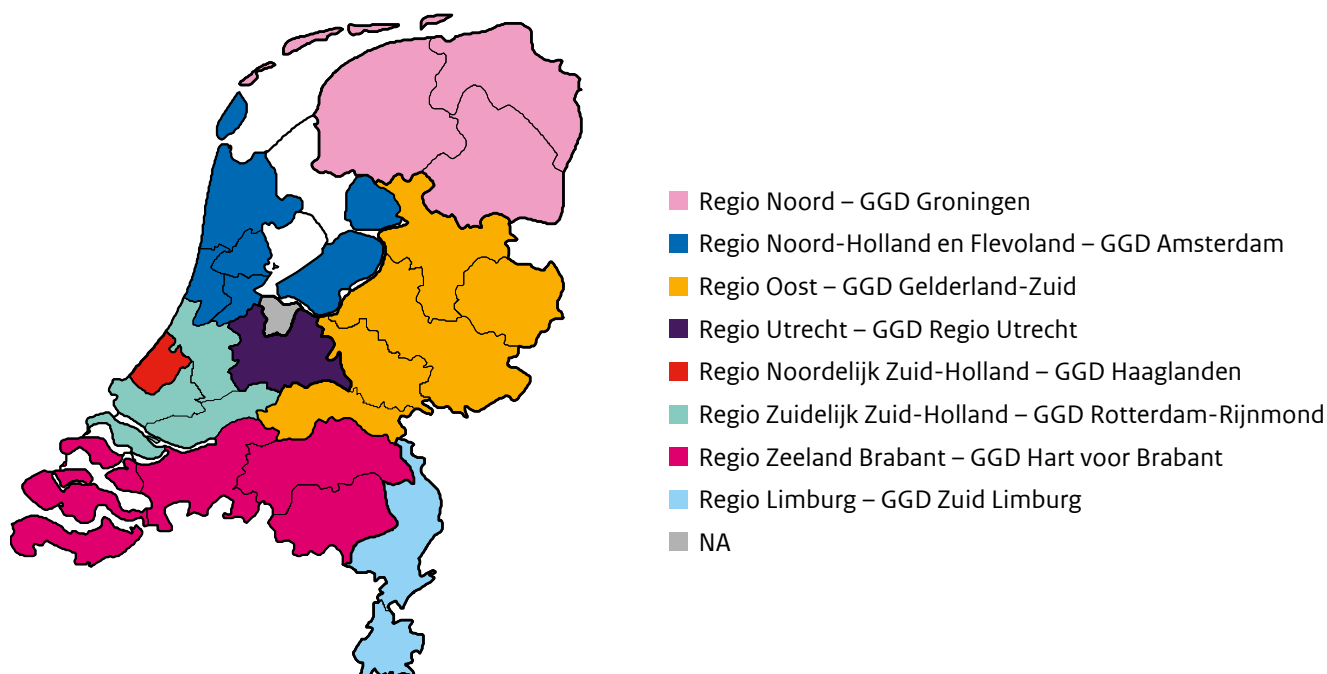 Regio Noord – GGD Groningen
Regio Noord-Holland en Flevoland – GGD Amsterdam
Regio Oost – GGD Gelderland-Zuid
Regio Utrecht – GGD Regio Utrecht
Regio Noordelijk Zuid-Holland – GGD Haaglanden
Regio Zuidelijk Zuid-Holland – GGD Rotterdam-Rijnmond
Regio Zeeland Brabant – GGD Hart voor Brabant
Regio Limburg – GGD Zuid Limburg
NA